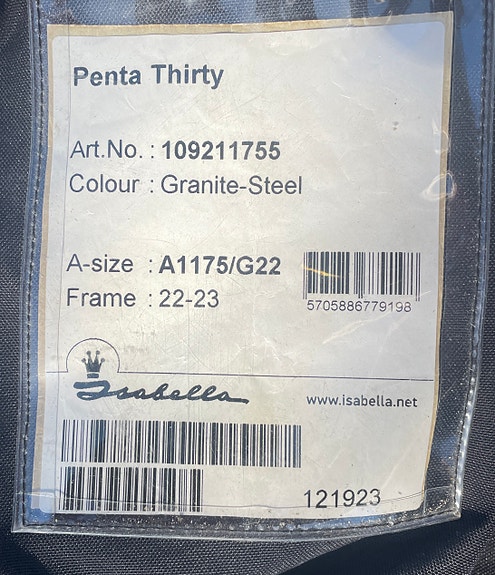 Penta Thirty
Art.No. : 109211755
Colour : Granite-Steel
A-size : A1175/G22
Frame : 22-23
5705886779198
Isabella
www.isabella.net
121923